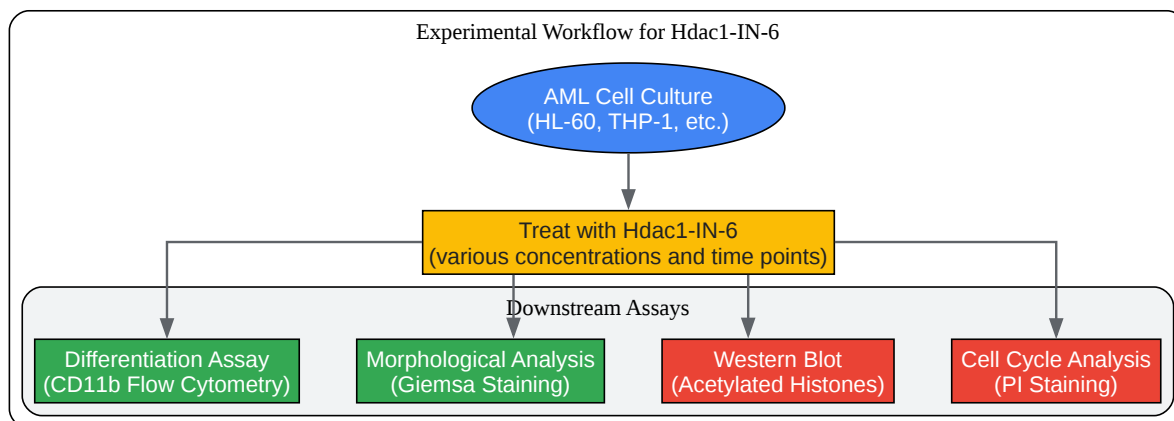 Experimental Workflow for Hdac1-IN-6
AML Cell Culture
(HL-60, THP-1, etc.)
Treat with Hdac1-IN-6
(various concentrations and time points)
Downstream Assays
Differentiation Assay
(CD11b Flow Cytometry)
Morphological Analysis
(Giemsa Staining)
Western Blot
(Acetylated Histones)
Cell Cycle Analysis
(PI Staining)